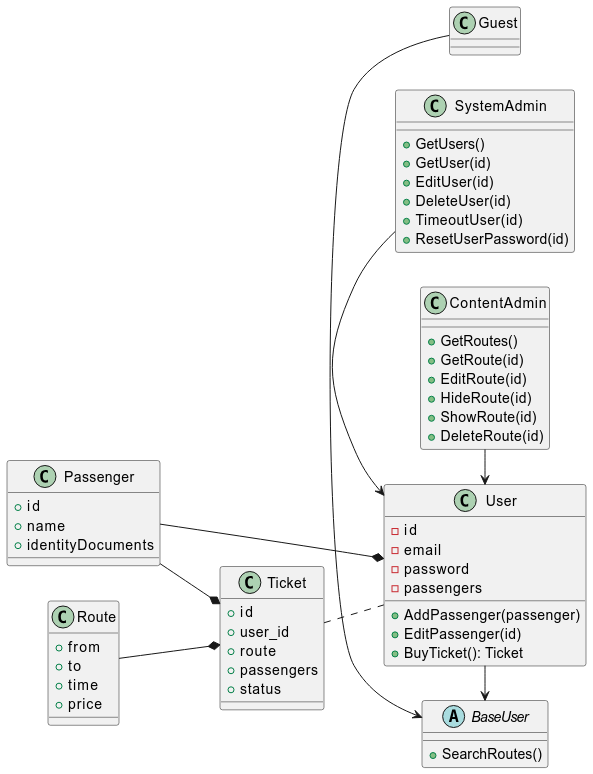 C Guest
C SystemAdmin
GetUsers()
GetUser(id)
EditUser(id)
DeleteUser(id)
TimeoutUser(id)
ResetUserPassword(id)
C ContentAdmin
GetRoutes()
GetRoute(id)
EditRoute(id)
HideRoute(id)
ShowRoute(id)
DeleteRoute(id)
C Passenger
id
name
identityDocuments
C User
id
email
password
passengers
AddPassenger(passenger)
EditPassenger(id)
BuyTicket(): Ticket
C Ticket
id
user_id
route
passengers
status
C Route
from
to
time
price
A BaseUser
SearchRoutes()